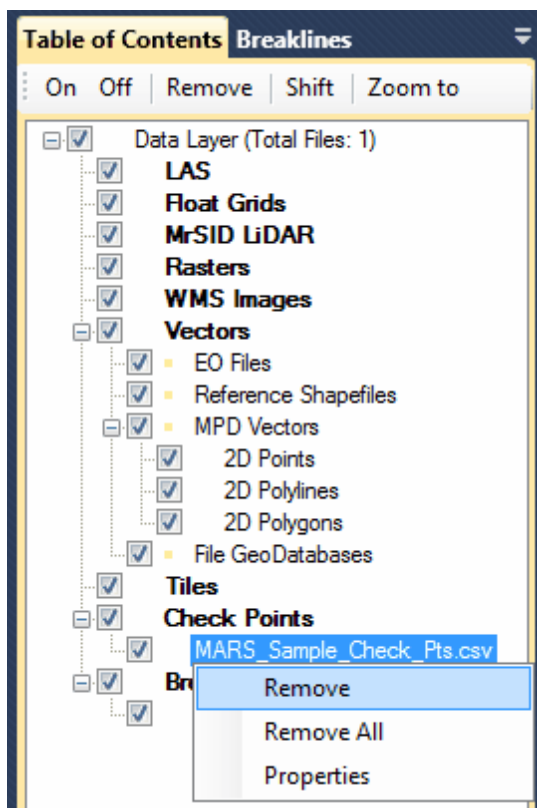 Table of Contents Breaklines
On Off Remove Shift Zoom to
Data Layer (Total Files: 1)
LAS
Float Grids
MrSID LiDAR
Rasters
WMS Images
Vectors
EO Files
Reference Shapefiles
MPD Vectors
2D Points
2D Polylines
2D Polygons
File GeoDatabases
Tiles
Check Points
MARS_Sample_Check_Pts.csv
Remove
Remove All
Properties